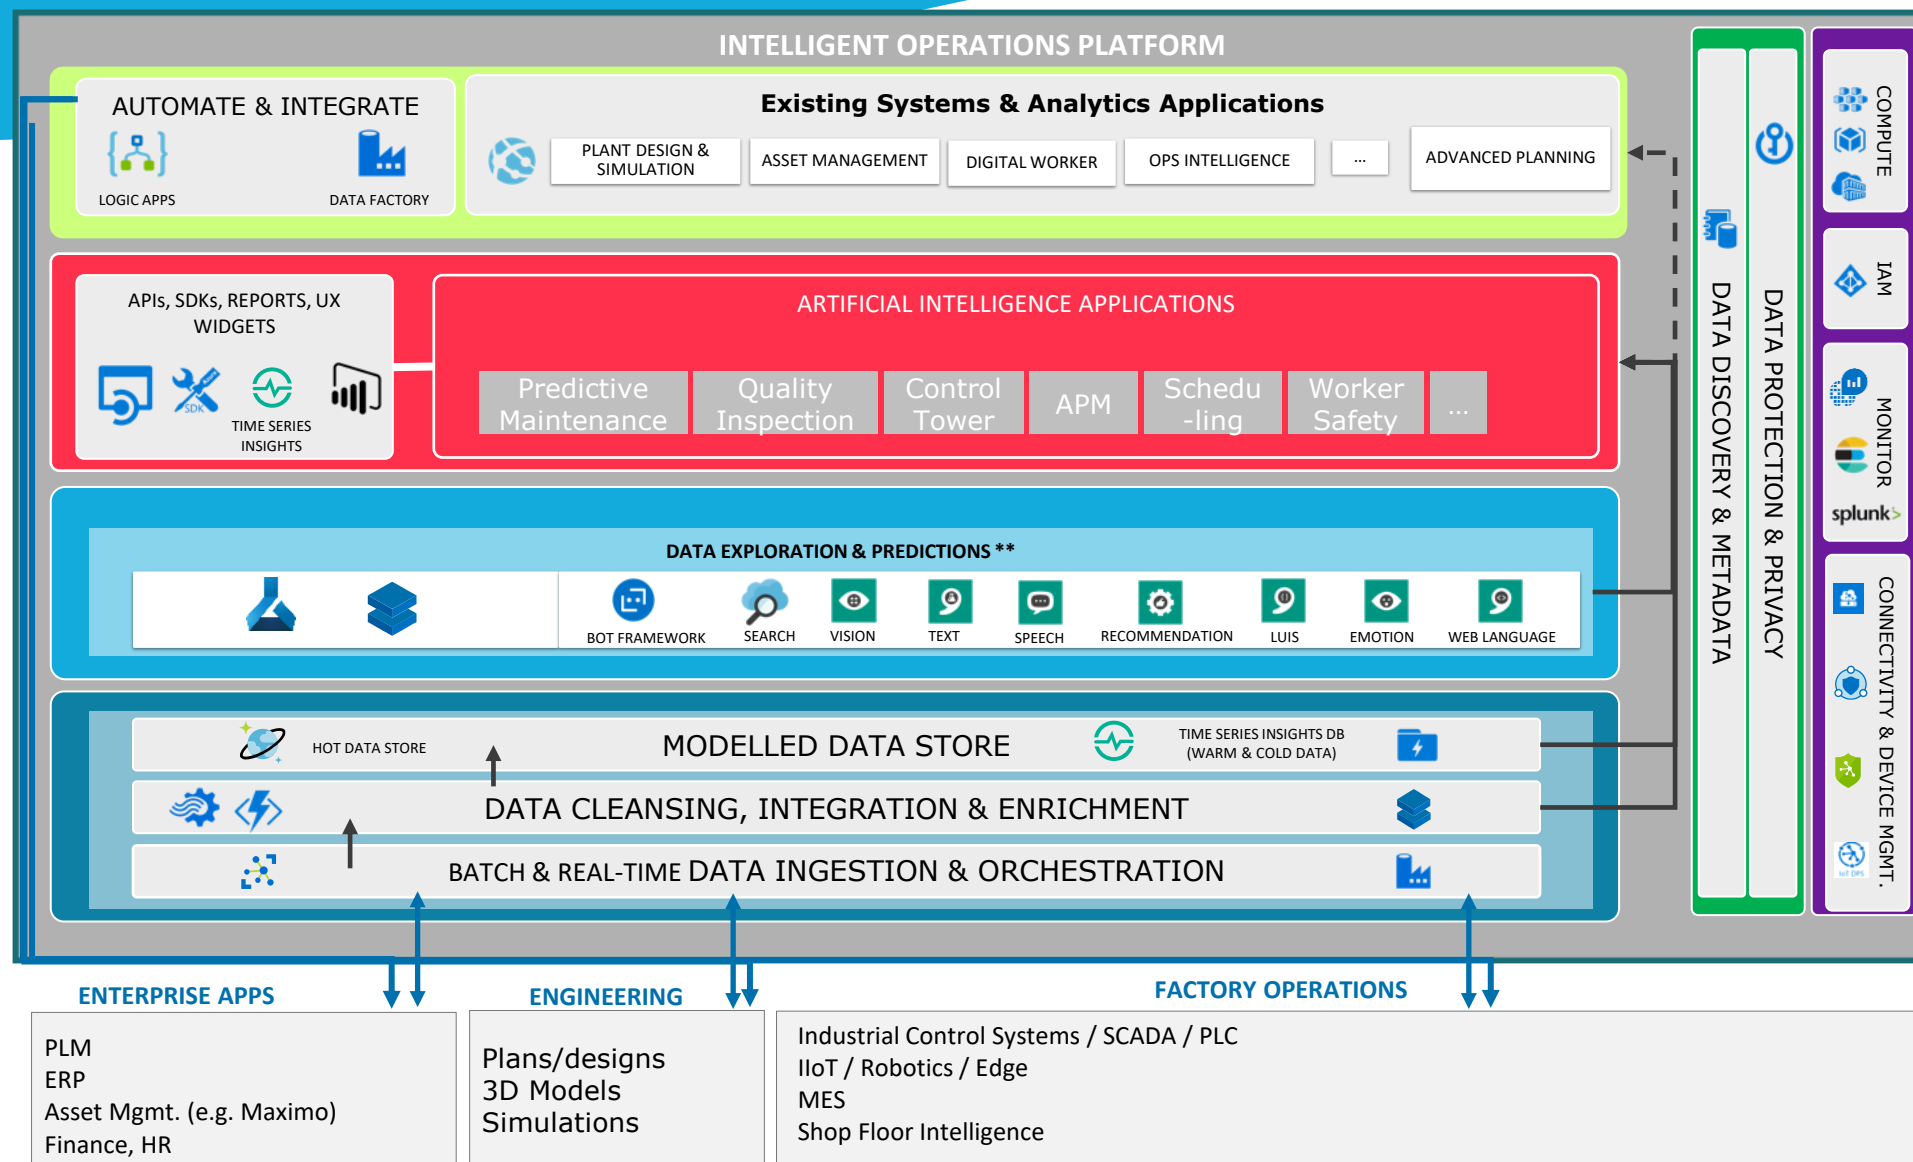 INTELLIGENT OPERATIONS PLATFORM
AUTOMATE & INTEGRATE
LOGIC APPS
DATA FACTORY
Existing Systems & Analytics Applications
PLANT DESIGN &
SIMULATION
ASSET MANAGEMENT
DIGITAL WORKER
OPS INTELLIGENCE
...
ADVANCED PLANNING
APIs, SDKs, REPORTS, UX
WIDGETS
SDK
TIME SERIES
INSIGHTS
ARTIFICIAL INTELLIGENCE APPLICATIONS
Predictive
Maintenance
Quality
Inspection
Control
Tower
APM
Schedu
-ling
Worker
Safety
...
DATA EXPLORATION & PREDICTIONS **
BOT FRAMEWORK
SEARCH
VISION
TEXT
SPEECH
RECOMMENDATION
LUIS
EMOTION
WEB LANGUAGE
HOT DATA STORE
MODELLED DATA STORE
TIME SERIES INSIGHTS DB
(WARM & COLD DATA)
DATA CLEANSING, INTEGRATION & ENRICHMENT
BATCH & REAL-TIME DATA INGESTION & ORCHESTRATION
DATA DISCOVERY & METADATA
DATA PROTECTION & PRIVACY
COMPUTE
IAM
MONITOR
splunk>
CONNECTIVITY & DEVICE MGMT.
IoT DPS
ENTERPRISE APPS
PLM
ERP
Asset Mgmt. (e.g. Maximo)
Finance, HR
ENGINEERING
Plans/designs
3D Models
Simulations
FACTORY OPERATIONS
Industrial Control Systems / SCADA / PLC
IIoT / Robotics / Edge
MES
Shop Floor Intelligence